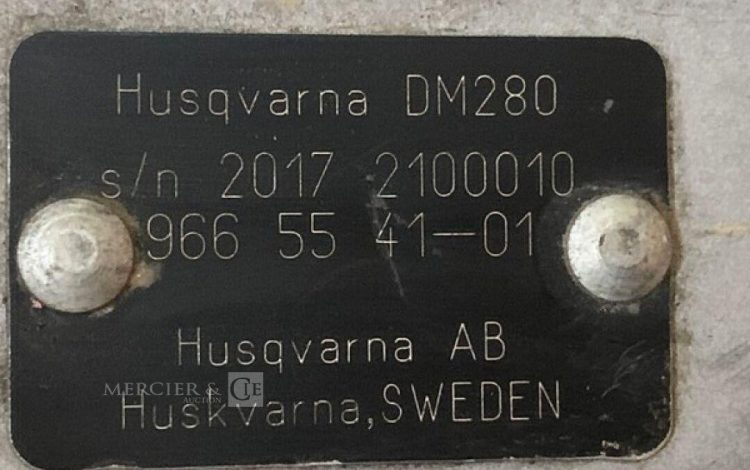 Husqvarna DM280
s/n 2017 2100010
966 55 41-01
Husqvarna AB
MERCIER & CIE
AUCTION
Huskvarna, SWEDEN